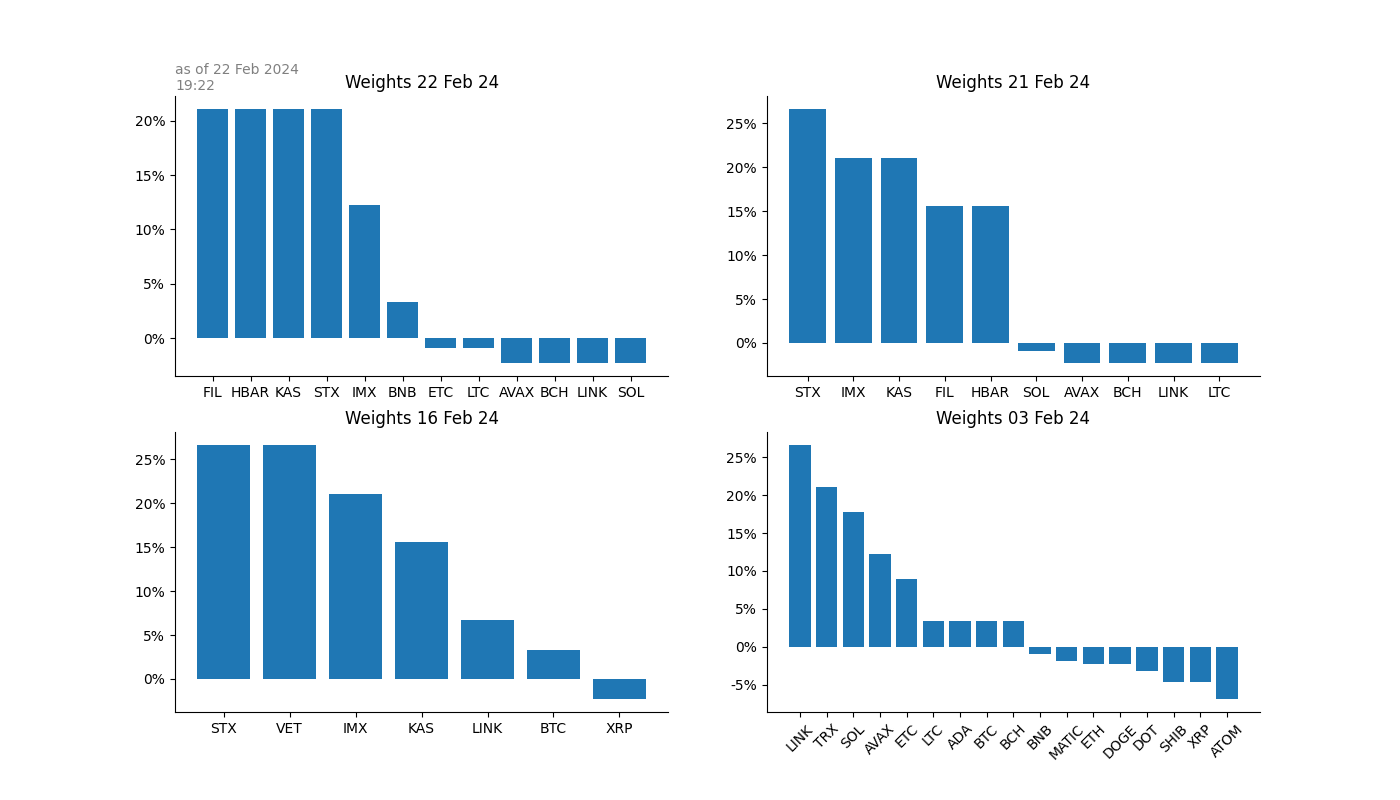 as of 22 Feb 2024
19:22
Weights 22 Feb 24
20%
15%
10%
5%
0%
FIL HBAR KAS STX IMX BNB ETC LTC AVAX BCH LINK SOL
Weights 21 Feb 24
25%
20%
15%
10%
5%
0%
STX IMX KAS FIL HBAR SOL AVAX BCH LINK LTC
Weights 16 Feb 24
25%
20%
15%
10%
5%
0%
STX VET IMX KAS LINK BTC XRP
Weights 03 Feb 24
25%
20%
15%
10%
5%
0%
-5%
LINK TRX SOL AVAX ETC LTC ADA BTC BCH BNB MATIC ETH DOGE DOT SHIB XRP ATOM